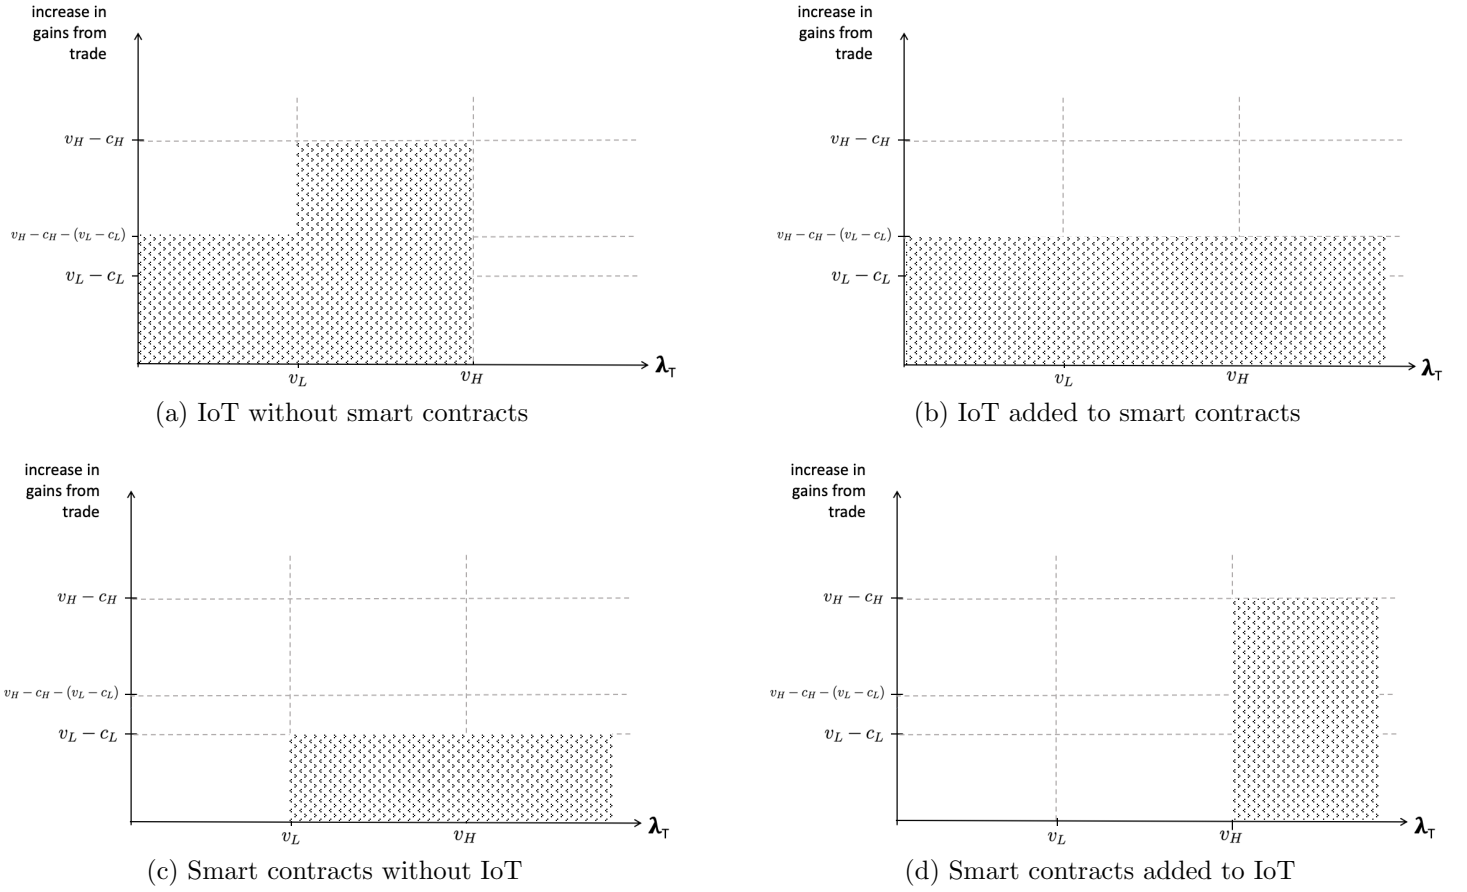 increase in
gains from
trade
v_H − c_H
v_H − c_H − (v_L − c_L)
v_L − c_L
v_L
v_H
λ_T
(a) IoT without smart contracts
increase in
gains from
trade
v_H − c_H
v_H − c_H − (v_L − c_L)
v_L − c_L
v_L
v_H
λ_T
(b) IoT added to smart contracts
increase in
gains from
trade
v_H − c_H
v_H − c_H − (v_L − c_L)
v_L − c_L
v_L
v_H
λ_T
(c) Smart contracts without IoT
increase in
gains from
trade
v_H − c_H
v_H − c_H − (v_L − c_L)
v_L − c_L
v_L
v_H
λ_T
(d) Smart contracts added to IoT